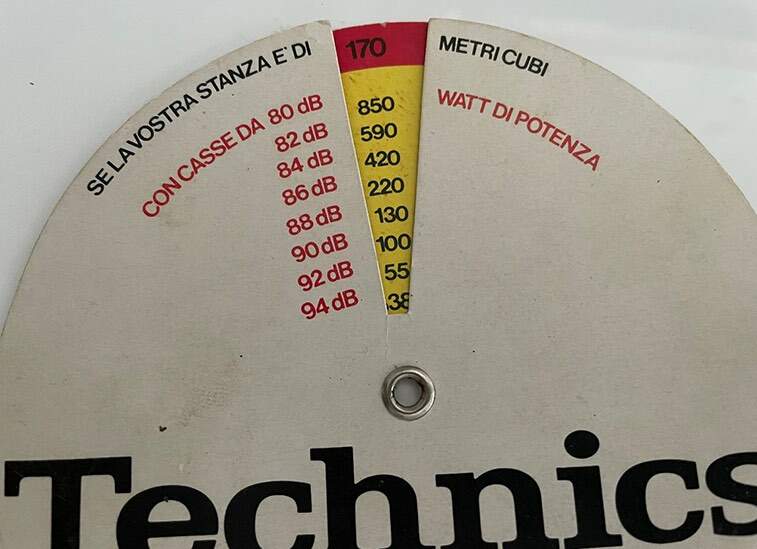 SE LA VOSTRA STANZA E' DI 170 METRI CUBI
CON CASSE DA 80 dB 850 WATT DI POTENZA
82 dB 590
84 dB 420
86 dB 220
88 dB 130
90 dB 100
92 dB 55
94 dB 38
Technics